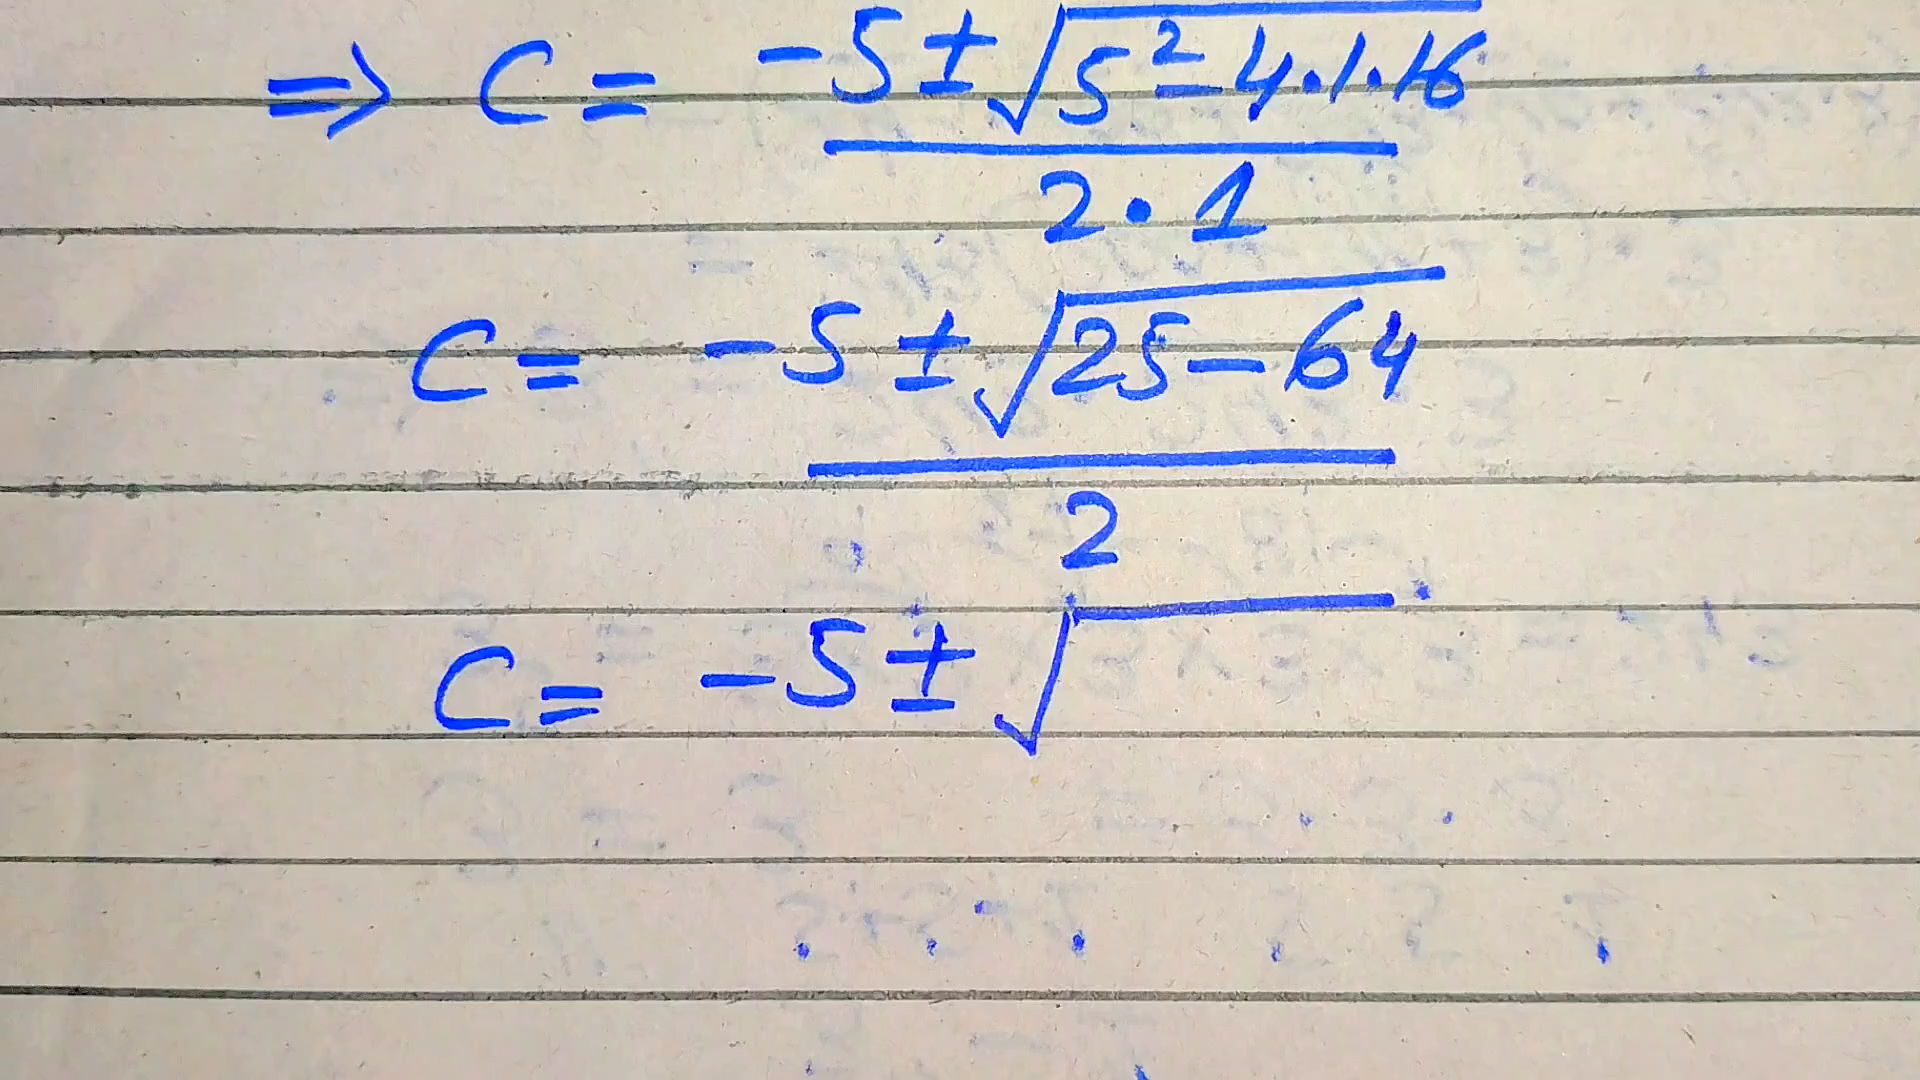 ⇒ C = -5 ± √5² - 4·1·16
2·1
C = -5 ± √25 - 64
2
C = -5 ± √